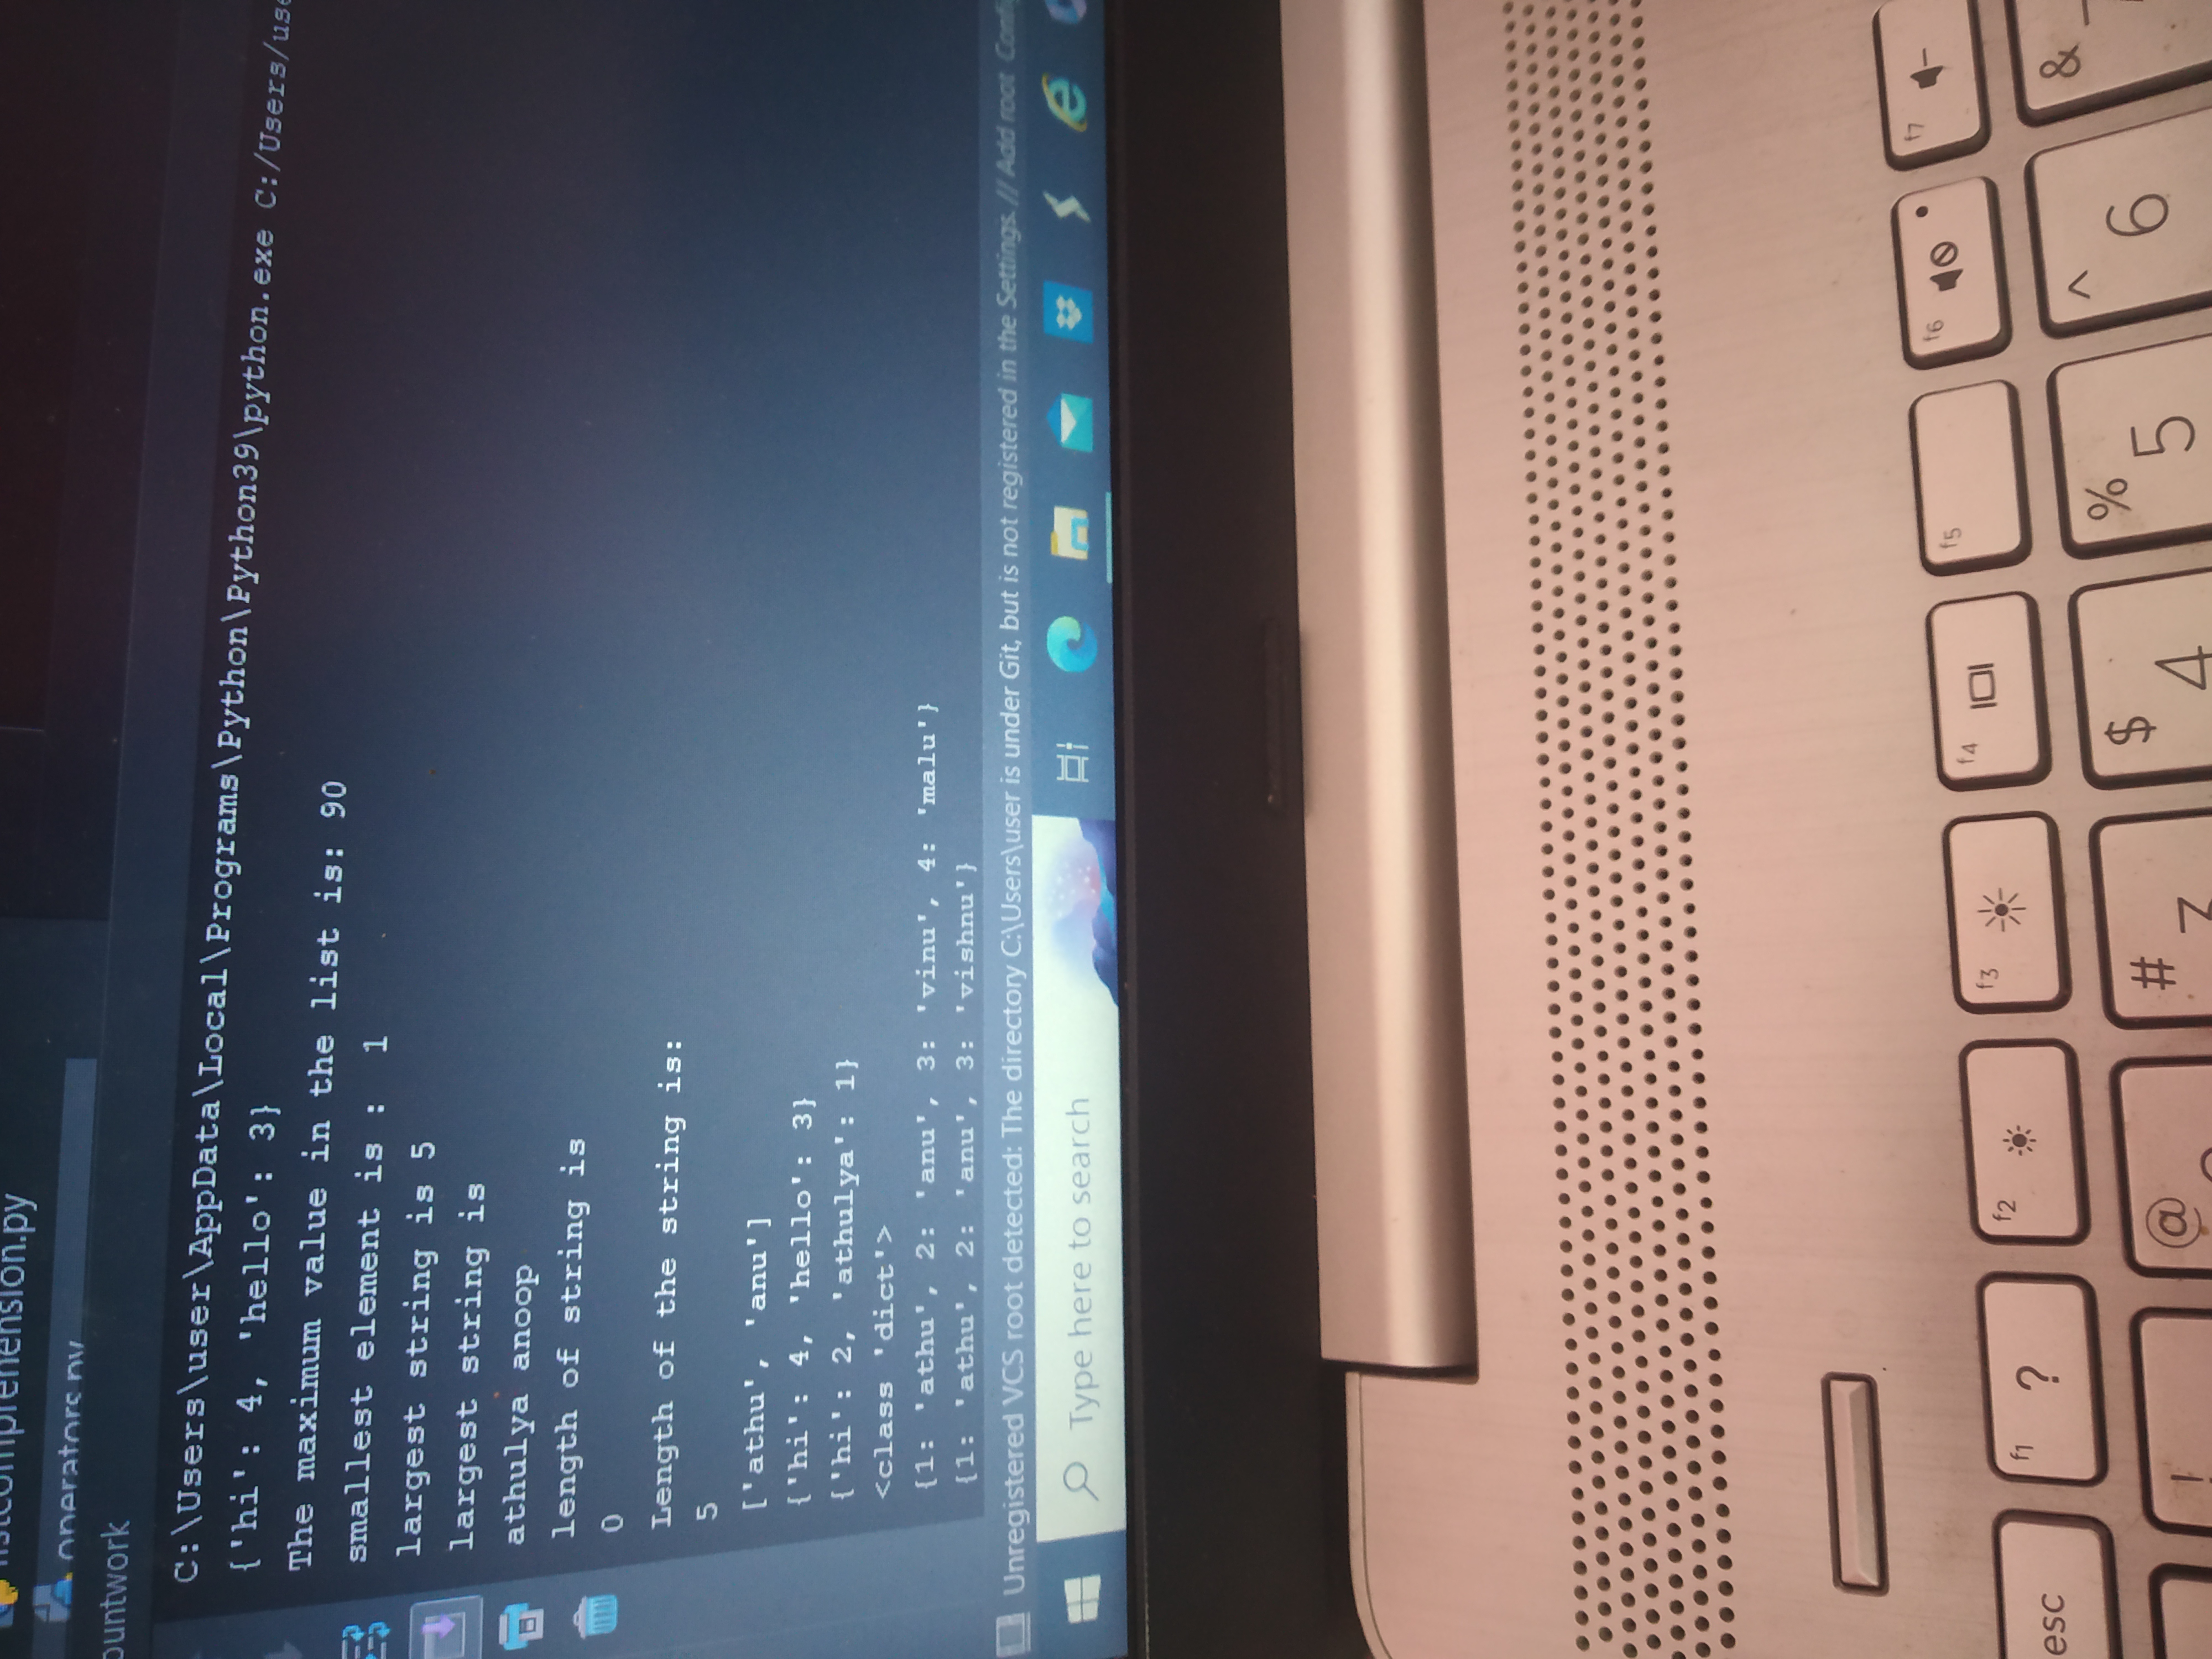 listcomprehension.py
operators.py
ountwork
C:\Users\user\AppData\Local\Programs\Python\Python39\python.exe C:/Users/use
{'hi': 4, 'hello': 3}
The maximum value in the list is: 90
smallest element is :  1
largest string is 5
largest string is
athulya anoop
length of string is
0
Length of the string is:
5
['athu', 'anu']
{'hi': 4, 'hello': 3}
{'hi': 2, 'athulya': 1}
<class 'dict'>
{1: 'athu', 2: 'anu', 3: 'vinu', 4: 'malu'}
{1: 'athu', 2: 'anu', 3: 'vishnu'}
Unregistered VCS root detected: The directory C:\Users\user is under Git, but is not registered in the Settings. // Add root Confi
Type here to search
esc f1 ? f2 f3 f4 f5 f6 f7
! @ # 3 $ 4 % 5 ^ 6 &